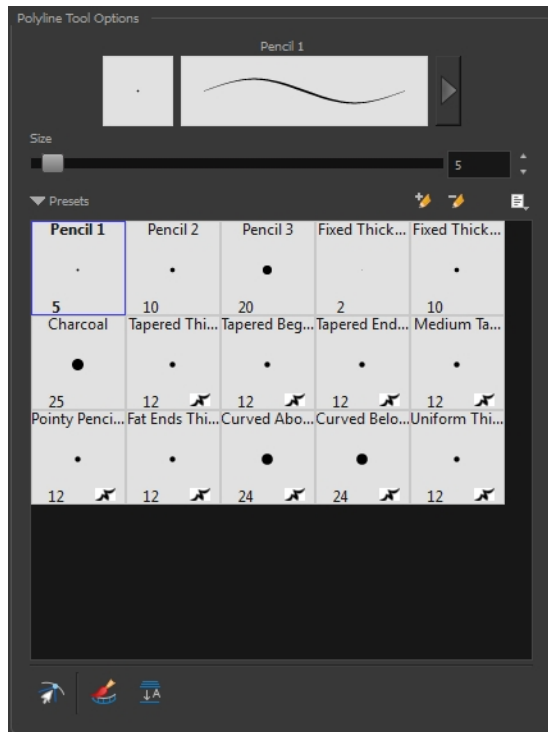 Polyline Tool Options
Pencil 1
Size
5
Presets
Pencil 1 Pencil 2 Pencil 3 Fixed Thick... Fixed Thick...
5 10 20 2 10
Charcoal Tapered Thi... Tapered Beg... Tapered End... Medium Ta...
25 12 12 12 12
Pointy Penci... Fat Ends Thi... Curved Abo... Curved Belo... Uniform Thi...
12 12 24 24 12
A